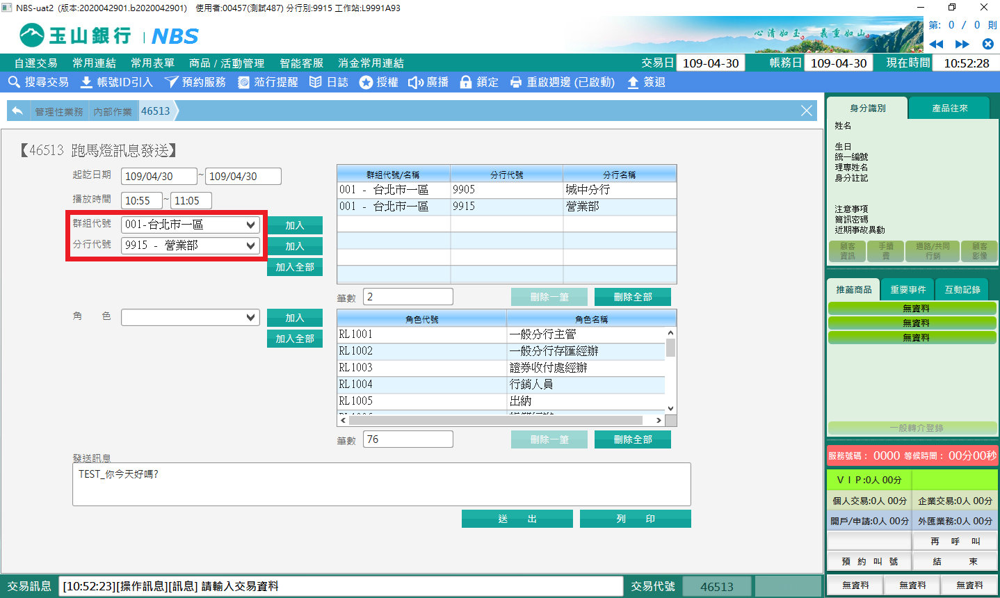 NBS-uat2 (版本:2020042901.b2020042901) 使用者:00457(測試487) 分行別:9915 工作站:L9991A93
玉山銀行 | NBS
心清如玉。義重如山。
第: 0 / 0 則
自選交易 常用連結 常用表單 商品/活動管理 智能客服 消金常用連結 交易日 109-04-30 帳務日 109-04-30 現在時間 10:52:28
搜尋交易 帳號ID引入 預約服務 蒞行提醒 日誌 授權 廣播 鎖定 重啟週邊 (已啟動) 簽退
管理性業務 內部作業 46513
【46513 跑馬燈訊息發送】
起訖日期 109/04/30 ~ 109/04/30
播放時間 10:55 ~ 11:05
群組代號 001-台北市一區 加入
分行代號 9915 - 營業部 加入
加入全部
群組代號/名稱 分行代號 分行名稱
001 - 台北市一區 9905 城中分行
001 - 台北市一區 9915 營業部
筆數 2 刪除一筆 刪除全部
角 色 加入
加入全部
角色代號 角色名稱
RL1001 一般分行主管
RL1002 一般分行存匯經辦
RL1003 證券收付處經辦
RL1004 行銷人員
RL1005 出納
筆數 76 刪除一筆 刪除全部
發送訊息
TEST_你今天好嗎?
送 出 列 印
交易訊息 [10:52:23][操作訊息][訊息] 請輸入交易資料 交易代號 46513
身分識別 產品往來
姓名
生日
統一編號
理專姓名
身分註記
注意事項
簡訊密碼
近期事故異動
顧客資訊 手續費 通路/共同行銷 顧客影像
推薦商品 重要事件 互動記錄
無資料
無資料
無資料
一般轉介登錄
服務號碼: 0000 等候時間: 00分00秒
VIP:0人 00分
個人交易:0人 00分 企業交易:0人 00分
開戶/申請:0人 00分 外匯業務:0人 00分
再 呼 叫
預 約 叫 號 結 束
無資料 無資料 無資料